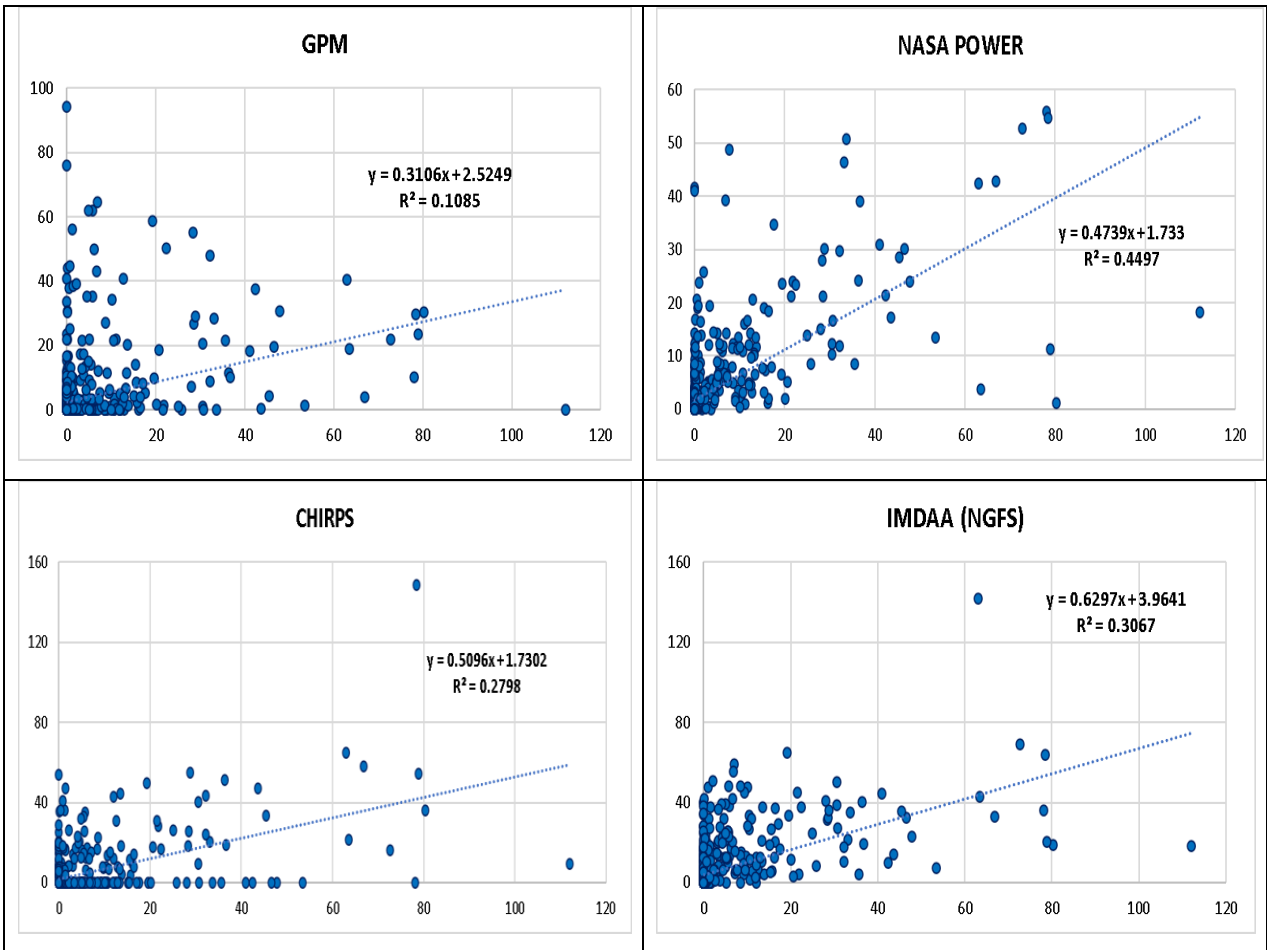 GPM
100
80
60
40
20
0
y = 0.3106x+2.5249
R² = 0.1085
0 20 40 60 80 100 120
NASA POWER
60
50
40
30
20
10
0
y = 0.4739x+1.733
R² = 0.4497
0 20 40 60 80 100 120
CHIRPS
160
120
80
40
0
y = 0.5096x+1.7302
R² = 0.2798
0 20 40 60 80 100 120
IMDAA (NGFS)
160
120
80
40
0
y = 0.6297x+3.9641
R² = 0.3067
0 20 40 60 80 100 120